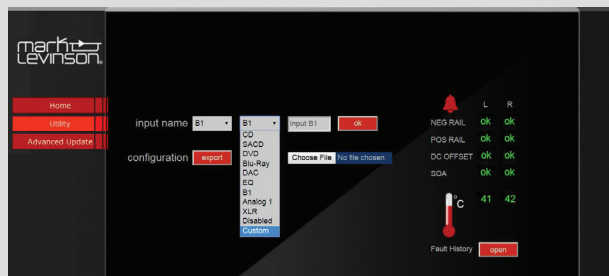 mark Levinson.
Home
Utility
Advanced Update
input name B1 B1 Input B1 ok
CD
SACD
DVD
Blu-Ray
DAC
EQ
B1
Analog 1
XLR
Disabled
Custom
configuration export Choose File No file chosen
L R
NEG RAIL ok ok
POS RAIL ok ok
DC OFFSET ok ok
SOA ok ok
°C 41 42
Fault History open